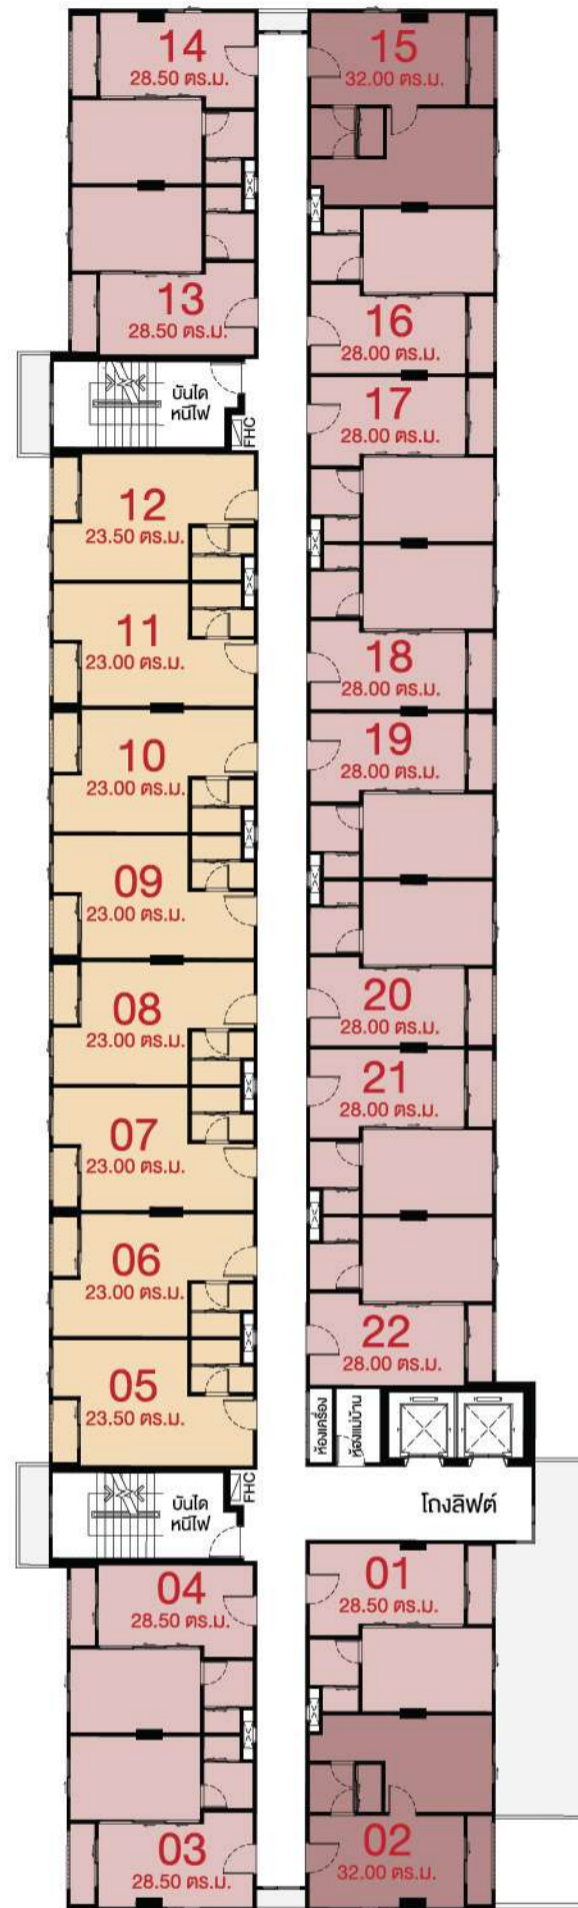 14
28.50 ตร.ม.
15
32.00 ตร.ม.
13
28.50 ตร.ม.
16
28.00 ตร.ม.
บันได
หนีไฟ
FHC
17
28.00 ตร.ม.
12
23.50 ตร.ม.
11
23.00 ตร.ม.
18
28.00 ตร.ม.
10
23.00 ตร.ม.
19
28.00 ตร.ม.
09
23.00 ตร.ม.
08
23.00 ตร.ม.
20
28.00 ตร.ม.
07
23.00 ตร.ม.
21
28.00 ตร.ม.
06
23.00 ตร.ม.
22
28.00 ตร.ม.
05
23.50 ตร.ม.
ห้องเครื่อง
ห้องแม่บ้าน
บันได
หนีไฟ
FHC
โถงลิฟต์
04
28.50 ตร.ม.
01
28.50 ตร.ม.
03
28.50 ตร.ม.
02
32.00 ตร.ม.